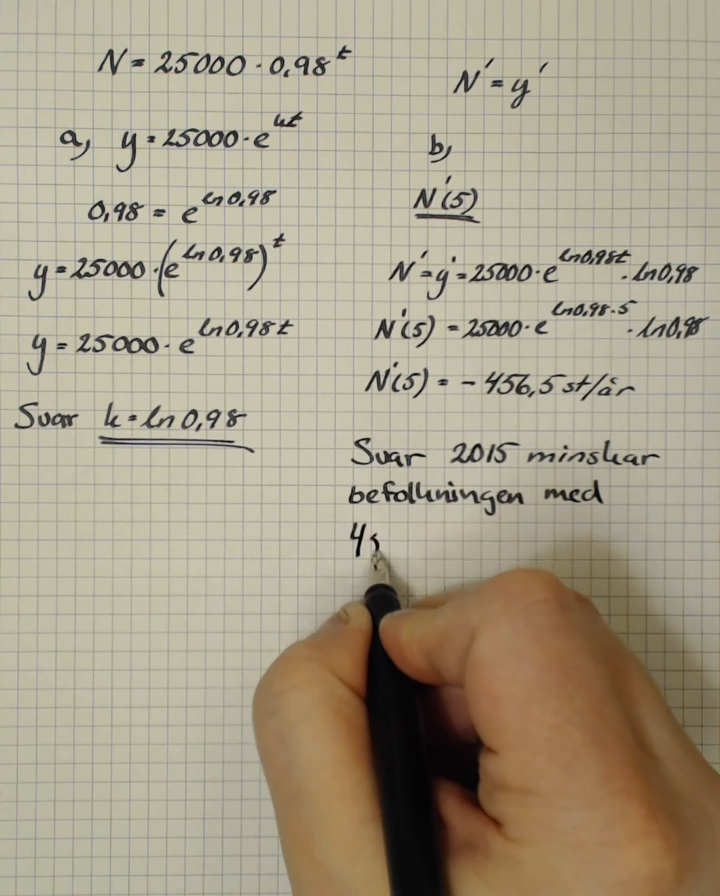 N = 25000 · 0,98^t
N' = y'
a, y = 25000 · e^kt
0,98 = e^ln0,98
y = 25000 · (e^ln0,98)^t
y = 25000 · e^ln0,98t
Svar k = ln 0,98
b,
N'(5)
N' = y' = 25000 · e^ln0,98t · ln0,98
N'(5) = 25000 · e^ln0,98·5 · ln0,98
N'(5) = - 456,5 st/år
Svar 2015 minskar
befolkningen med
4